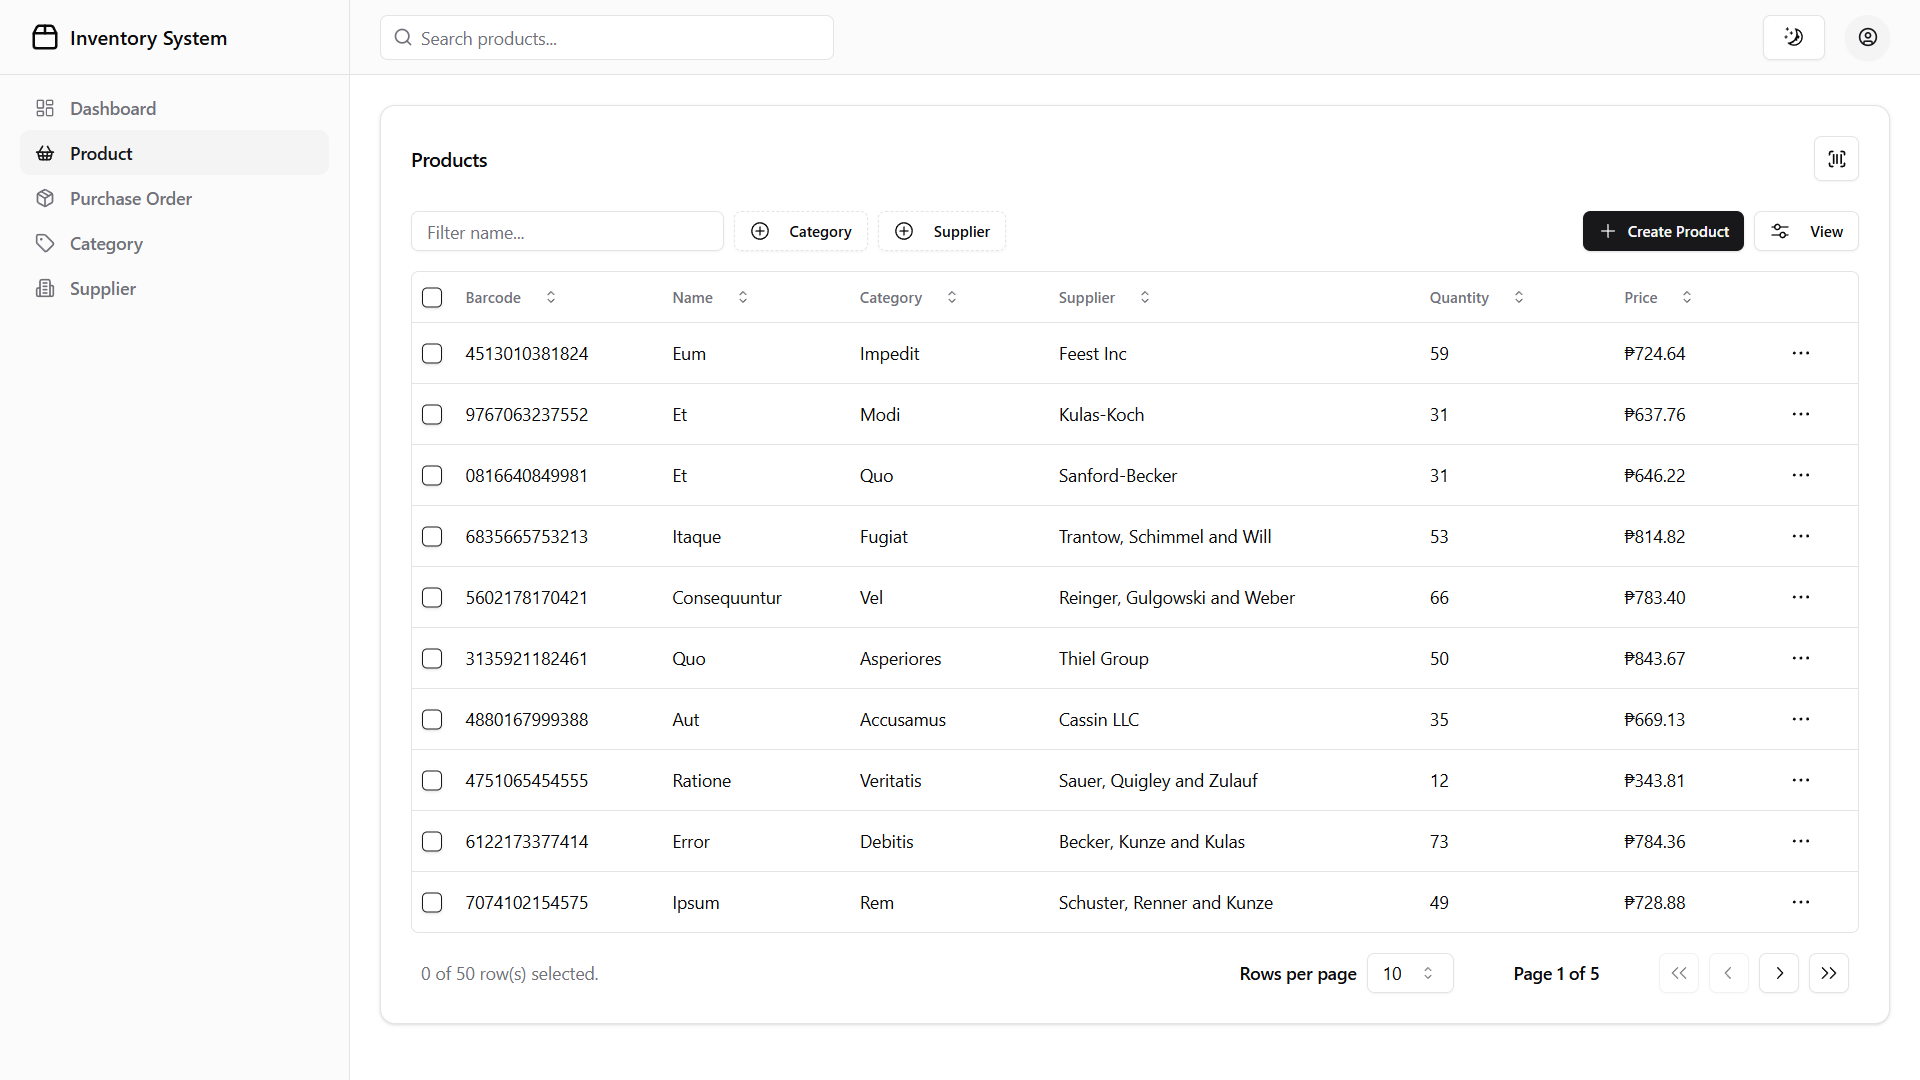 Inventory System
Search products...
Dashboard
Product
Purchase Order
Category
Supplier
Products
Filter name...
Category
Supplier
Create Product
View
Barcode Name Category Supplier Quantity Price
4513010381824 Eum Impedit Feest Inc 59 ₱724.64
9767063237552 Et Modi Kulas-Koch 31 ₱637.76
0816640849981 Et Quo Sanford-Becker 31 ₱646.22
6835665753213 Itaque Fugiat Trantow, Schimmel and Will 53 ₱814.82
5602178170421 Consequuntur Vel Reinger, Gulgowski and Weber 66 ₱783.40
3135921182461 Quo Asperiores Thiel Group 50 ₱843.67
4880167999388 Aut Accusamus Cassin LLC 35 ₱669.13
4751065454555 Ratione Veritatis Sauer, Quigley and Zulauf 12 ₱343.81
6122173377414 Error Debitis Becker, Kunze and Kulas 73 ₱784.36
7074102154575 Ipsum Rem Schuster, Renner and Kunze 49 ₱728.88
0 of 50 row(s) selected.
Rows per page 10
Page 1 of 5